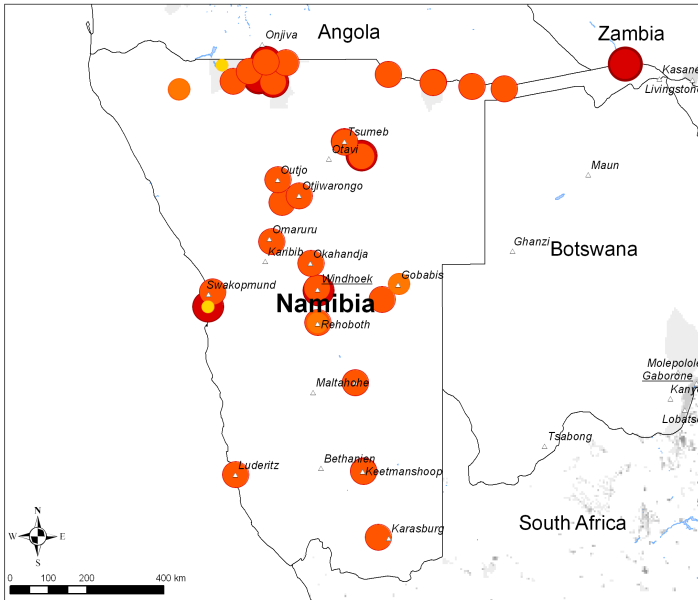 Angola
Zambia
Onjiva
Kasane
Livingstone
Tsumeb
Otavi
Maun
Outjo
Otjiwarongo
Omaruru
Ghanzi
Botswana
Karibib
Okahandja
Swakopmund
Windhoek
Gobabis
Namibia
Rehoboth
Molepolole
Gaborone
Maltahohe
Kanye
Lobatse
Tsabong
Bethanien
Luderitz
Keetmanshoop
South Africa
Karasburg
N
W E
S
0 100 200 400 km